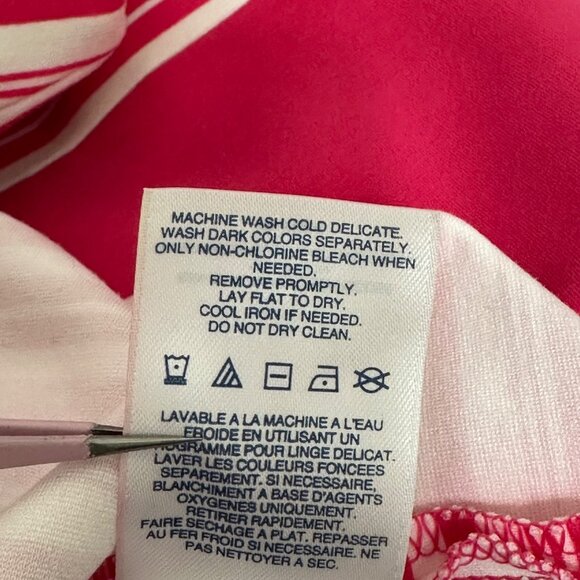 MACHINE WASH COLD DELICATE.
WASH DARK COLORS SEPARATELY.
ONLY NON-CHLORINE BLEACH WHEN
NEEDED.
REMOVE PROMPTLY.
LAY FLAT TO DRY.
COOL IRON IF NEEDED.
DO NOT DRY CLEAN.
LAVABLE A LA MACHINE A L'EAU
FROIDE EN UTILISANT UN
POUR LINGE DELICAT.
LAVER LES COULEURS FONCEES
SEPAREMENT. SI NECESSAIRE,
BLANCHIMENT A BASE D'AGENTS
OXYGENES UNIQUEMENT.
RETIRER RAPIDEMENT.
FAIRE SECHAGE A PLAT. REPASSER
AU FER FROID SI NECESSAIRE. NE
PAS NETTOYER A SEC.